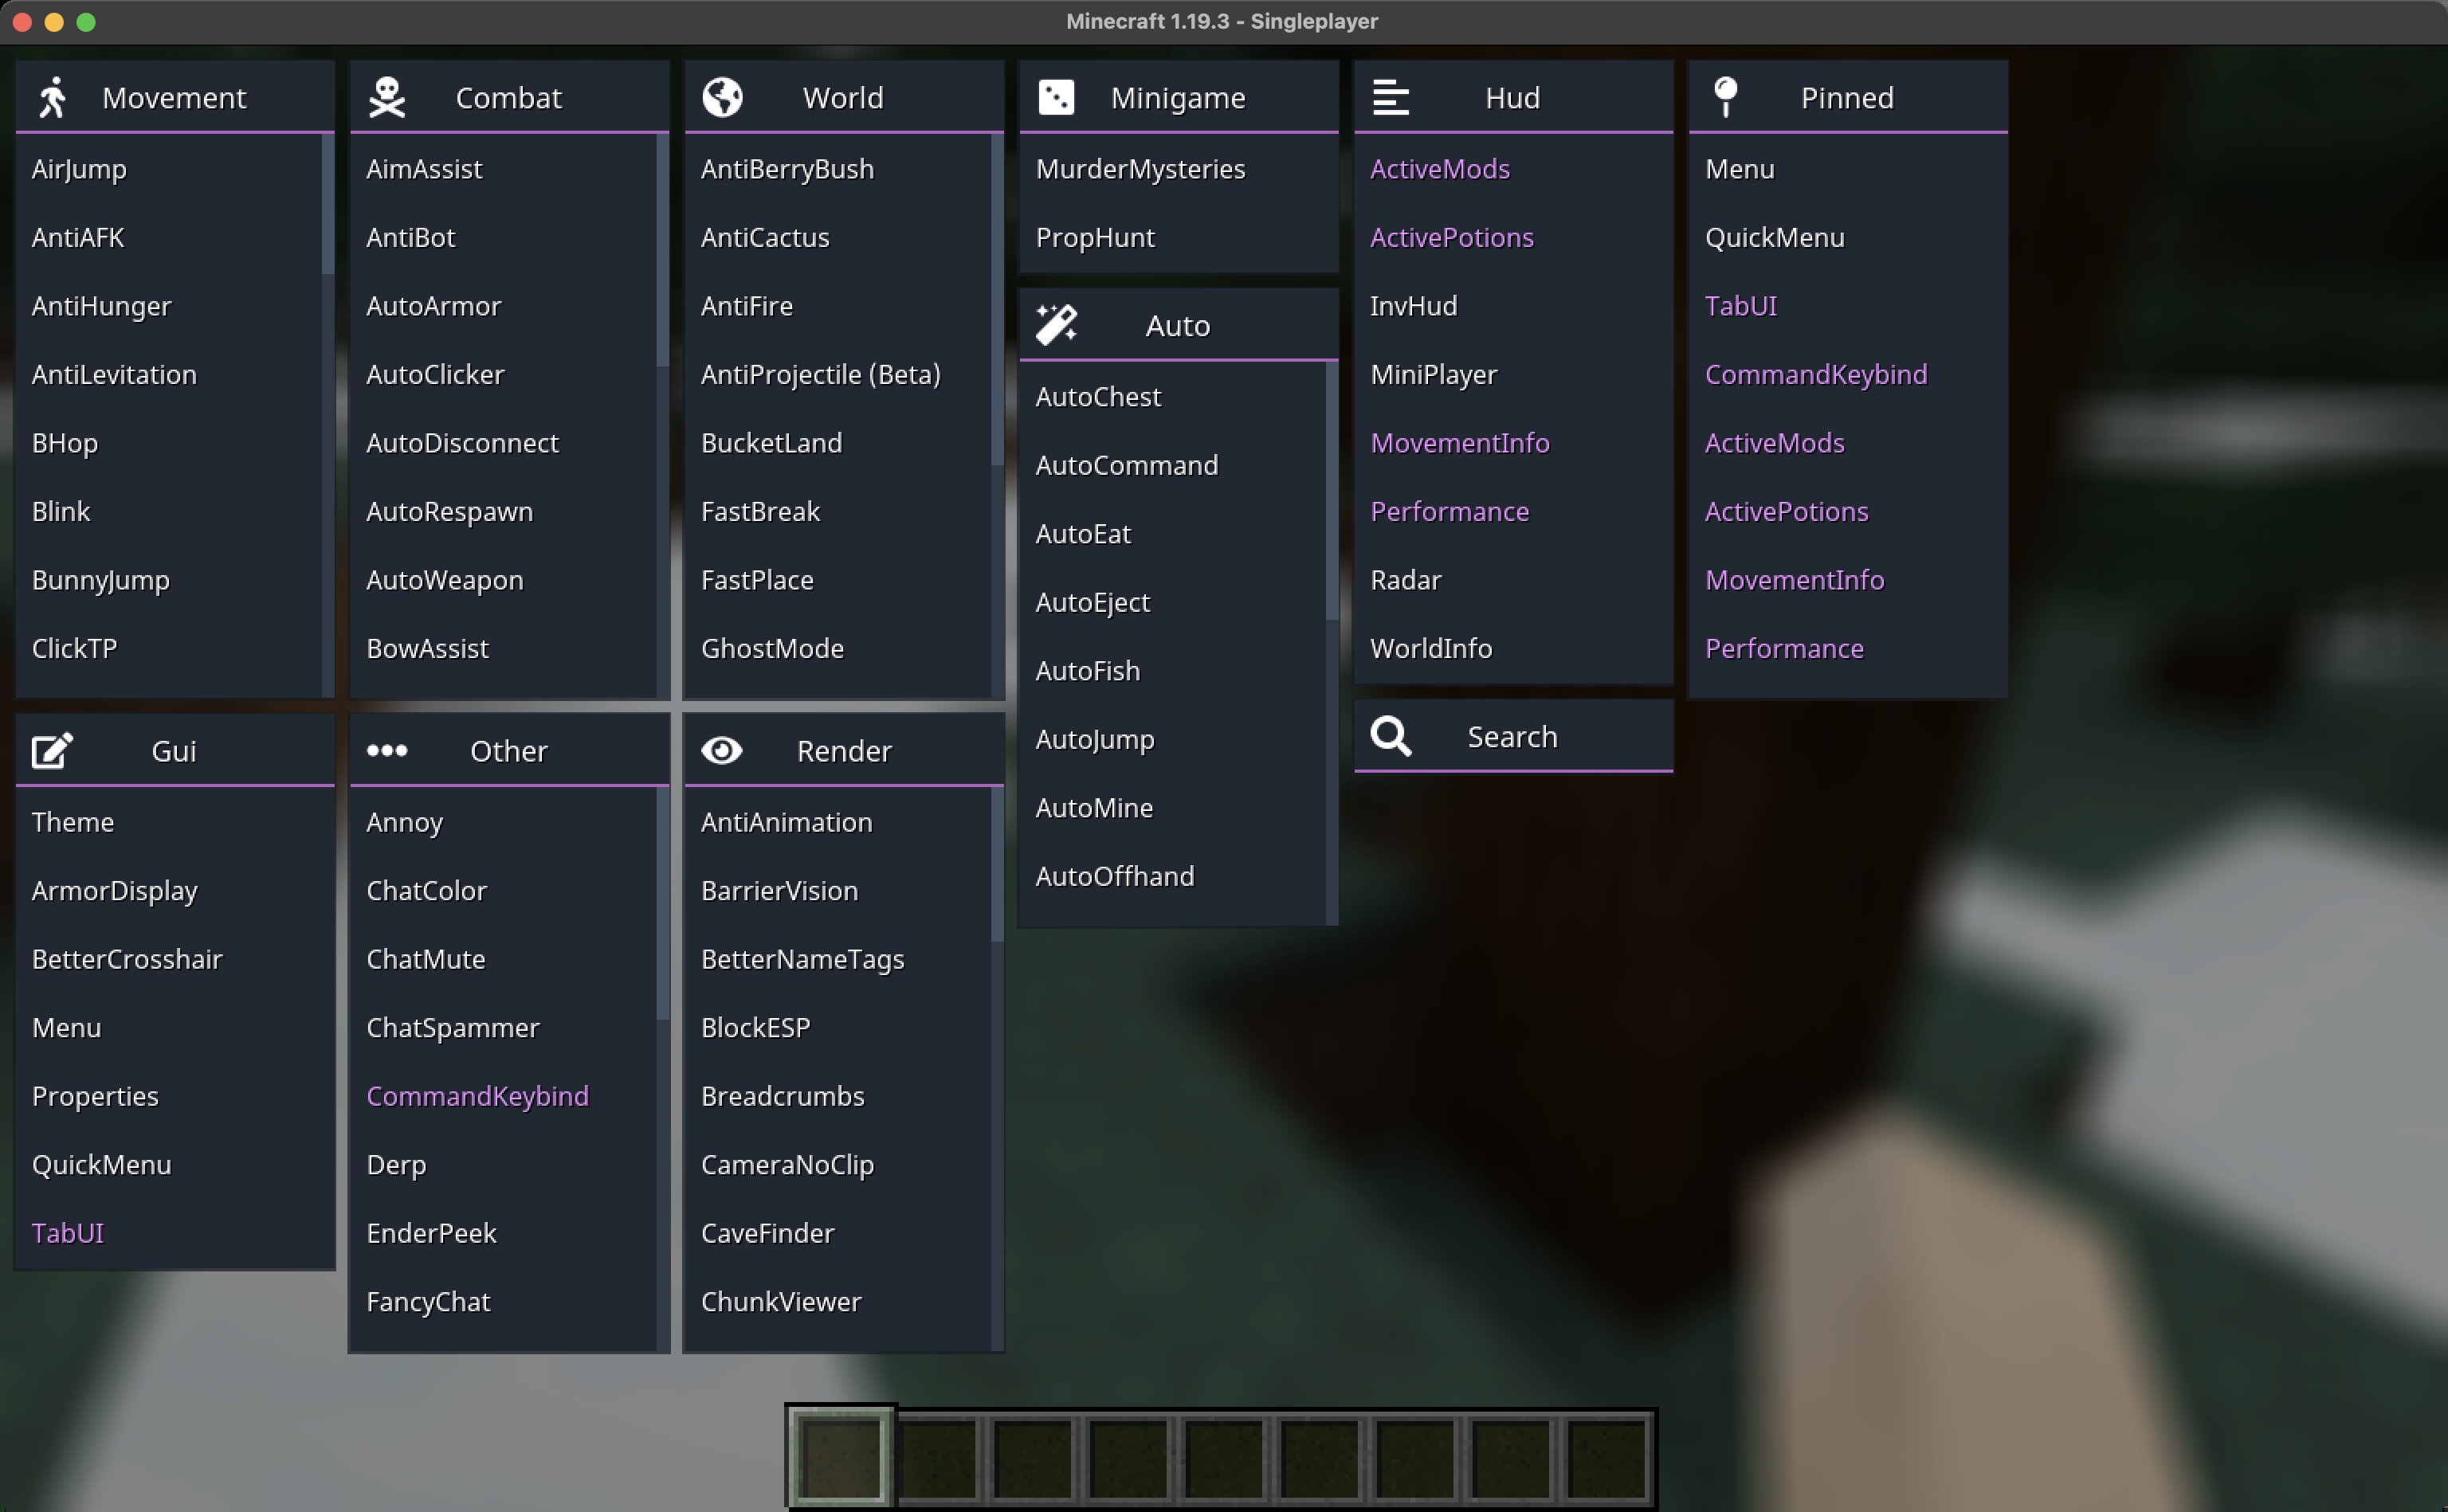 Minecraft 1.19.3 - Singleplayer
Movement
AirJump
AntiAFK
AntiHunger
AntiLevitation
BHop
Blink
BunnyJump
ClickTP
Combat
AimAssist
AntiBot
AutoArmor
AutoClicker
AutoDisconnect
AutoRespawn
AutoWeapon
BowAssist
World
AntiBerryBush
AntiCactus
AntiFire
AntiProjectile (Beta)
BucketLand
FastBreak
FastPlace
GhostMode
Minigame
MurderMysteries
PropHunt
Auto
AutoChest
AutoCommand
AutoEat
AutoEject
AutoFish
AutoJump
AutoMine
AutoOffhand
Hud
ActiveMods
ActivePotions
InvHud
MiniPlayer
MovementInfo
Performance
Radar
WorldInfo
Search
Pinned
Menu
QuickMenu
TabUI
CommandKeybind
ActiveMods
ActivePotions
MovementInfo
Performance
Gui
Theme
ArmorDisplay
BetterCrosshair
Menu
Properties
QuickMenu
TabUI
Other
Annoy
ChatColor
ChatMute
ChatSpammer
CommandKeybind
Derp
EnderPeek
FancyChat
Render
AntiAnimation
BarrierVision
BetterNameTags
BlockESP
Breadcrumbs
CameraNoClip
CaveFinder
ChunkViewer